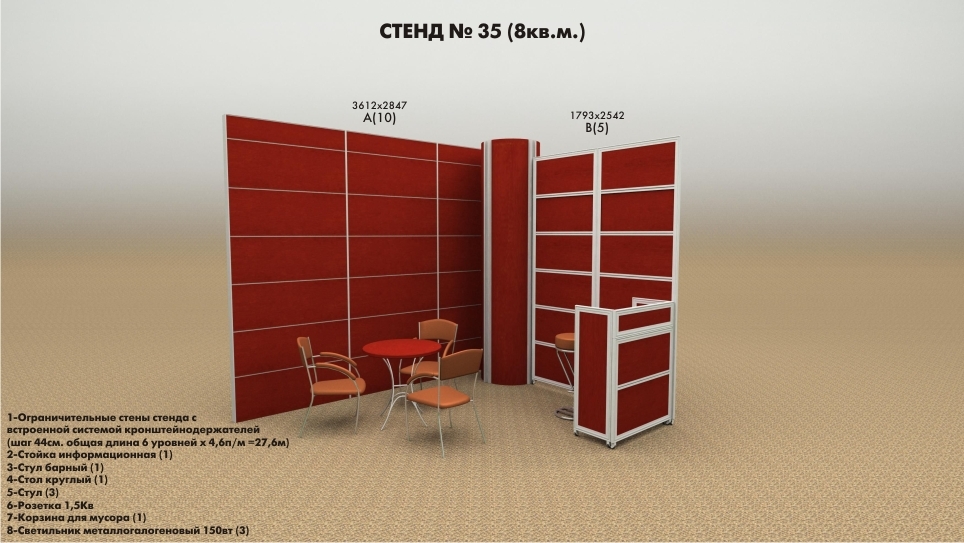 СТЕНД № 35 (8кв.м.)
3612х2847
А(10)
1793х2542
В(5)
1-Ограничительные стены стенда с
встроенной системой кронштейнодержателей
(шаг 44см. общая длина 6 уровней х 4,6п/м =27,6м)
2-Стойка информационная (1)
3-Стул барный (1)
4-Стол круглый (1)
5-Стул (3)
6-Розетка 1,5Кв
7-Корзина для мусора (1)
8-Светильник металлогалогеновый 150вт (3)